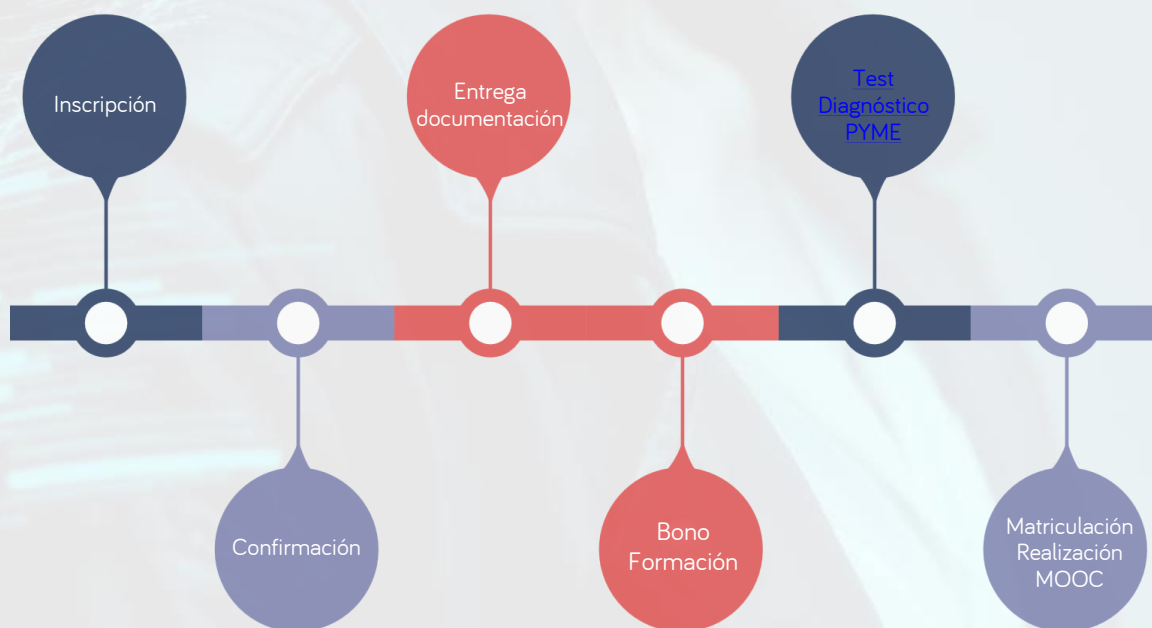 Inscripción
Confirmación
Entrega
documentación
Bono
Formación
Test
Diagnóstico
PYME
Matriculación
Realización
MOOC